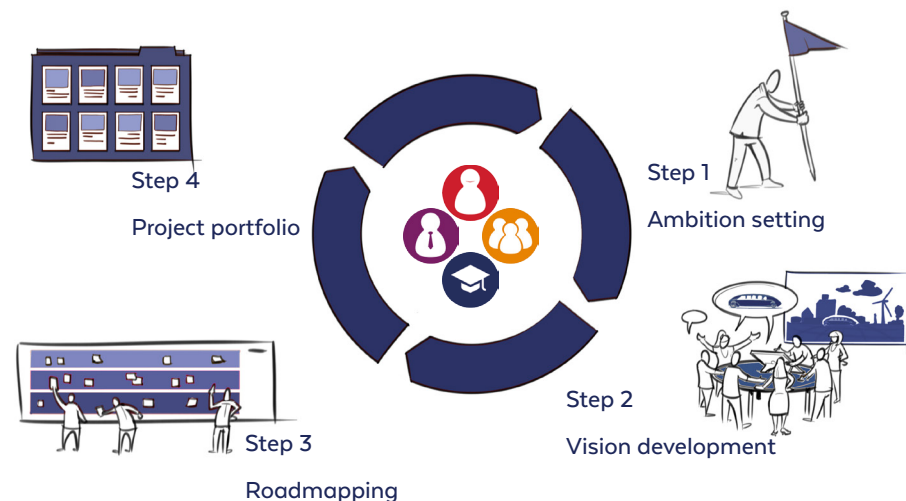 Step 1
Ambition setting
Step 2
Vision development
Step 3
Roadmapping
Step 4
Project portfolio